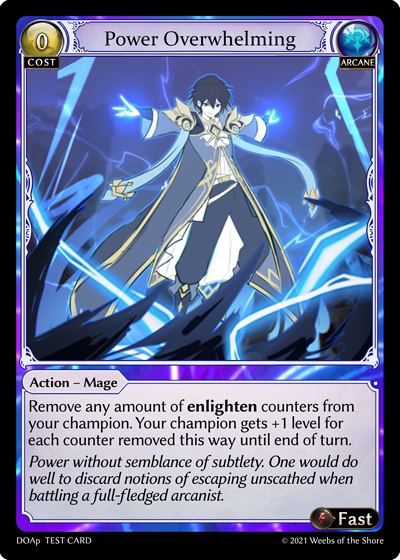 0
Power Overwhelming
COST
ARCANE
Action – Mage
Remove any amount of enlighten counters from
your champion. Your champion gets +1 level for
each counter removed this way until end of turn.
Power without semblance of subtlety. One would do
well to discard notions of escaping unscathed when
battling a full-fledged arcanist.
Fast
DOAp TEST CARD
© 2021 Weebs of the Shore